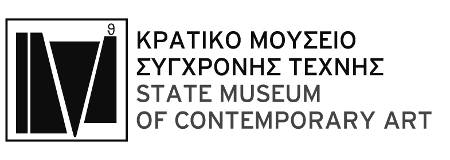 ϑ
ΚΡΑΤΙΚΟ ΜΟΥΣΕΙΟ
ΣΥΓΧΡΟΝΗΣ ΤΕΧΝΗΣ
STATE MUSEUM
OF CONTEMPORARY ART